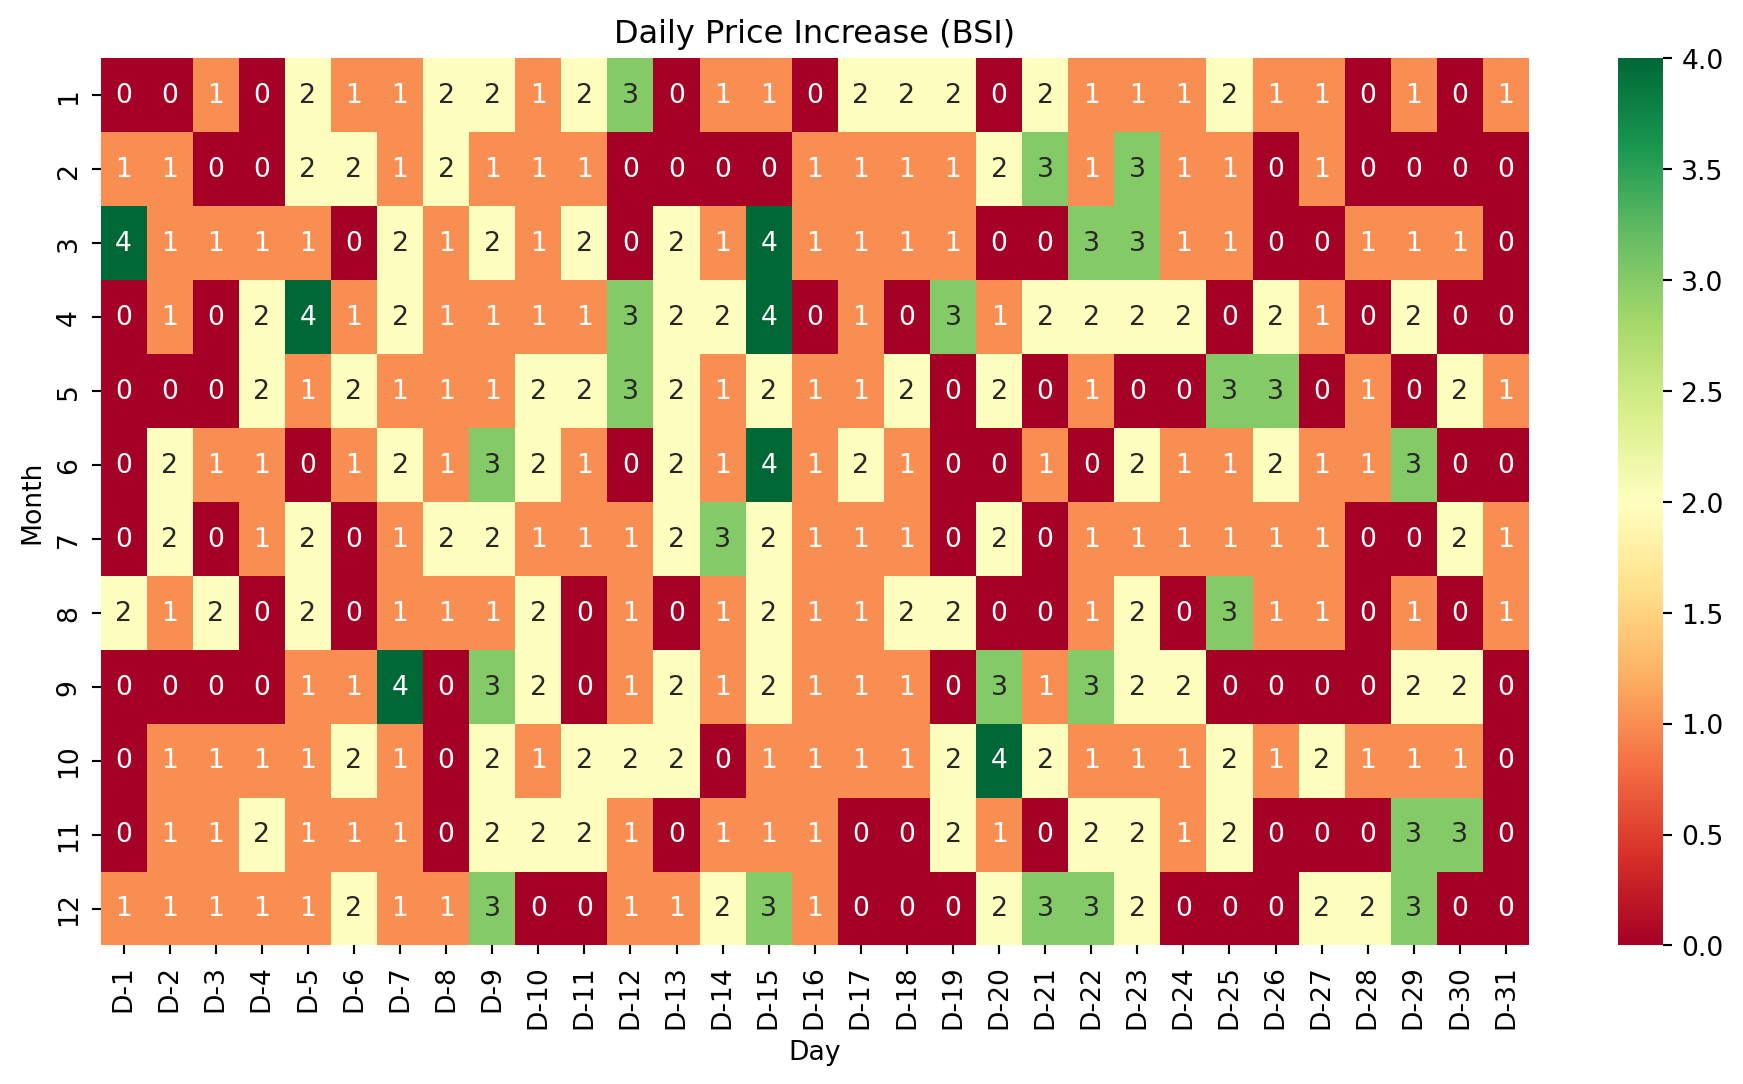 Daily Price Increase (BSI)
1 0 0 1 0 2 1 1 2 2 1 2 3 0 1 1 0 2 2 2 0 2 1 1 1 2 1 1 0 1 0 1
2 1 1 0 0 2 2 1 2 1 1 1 0 0 0 0 1 1 1 1 2 3 1 3 1 1 0 1 0 0 0 0
3 4 1 1 1 1 0 2 1 2 1 2 0 2 1 4 1 1 1 1 0 0 3 3 1 1 0 0 1 1 1 0
4 0 1 0 2 4 1 2 1 1 1 1 3 2 2 4 0 1 0 3 1 2 2 2 2 0 2 1 0 2 0 0
5 0 0 0 2 1 2 1 1 1 2 2 3 2 1 2 1 1 2 0 2 0 1 0 0 3 3 0 1 0 2 1
6 0 2 1 1 0 1 2 1 3 2 1 0 2 1 4 1 2 1 0 0 1 0 2 1 1 2 1 1 3 0 0
7 0 2 0 1 2 0 1 2 2 1 1 1 2 3 2 1 1 1 0 2 0 1 1 1 1 1 1 0 0 2 1
8 2 1 2 0 2 0 1 1 1 2 0 1 0 1 2 1 1 2 2 0 0 1 2 0 3 1 1 0 1 0 1
9 0 0 0 0 1 1 4 0 3 2 0 1 2 1 2 1 1 1 0 3 1 3 2 2 0 0 0 0 2 2 0
10 0 1 1 1 1 2 1 0 2 1 2 2 2 0 1 1 1 1 2 4 2 1 1 1 2 1 2 1 1 1 0
11 0 1 1 2 1 1 1 0 2 2 2 1 0 1 1 1 0 0 2 1 0 2 2 1 2 0 0 0 3 3 0
12 1 1 1 1 1 2 1 1 3 0 0 1 1 2 3 1 0 0 0 2 3 3 2 0 0 0 2 2 3 0 0
Month
D-1 D-2 D-3 D-4 D-5 D-6 D-7 D-8 D-9 D-10 D-11 D-12 D-13 D-14 D-15 D-16 D-17 D-18 D-19 D-20 D-21 D-22 D-23 D-24 D-25 D-26 D-27 D-28 D-29 D-30 D-31
Day
4.0
3.5
3.0
2.5
2.0
1.5
1.0
0.5
0.0